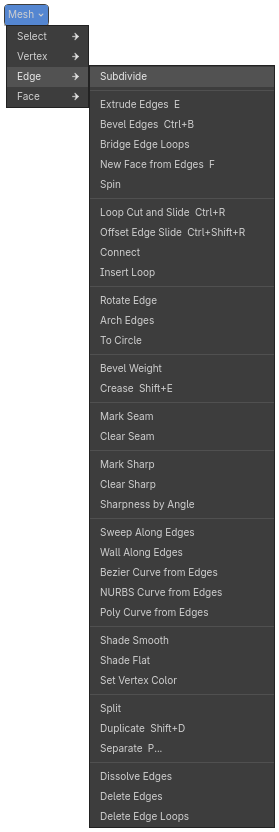 Mesh
Select
Vertex
Edge
Face
Subdivide
Extrude Edges E
Bevel Edges Ctrl+B
Bridge Edge Loops
New Face from Edges F
Spin
Loop Cut and Slide Ctrl+R
Offset Edge Slide Ctrl+Shift+R
Connect
Insert Loop
Rotate Edge
Arch Edges
To Circle
Bevel Weight
Crease Shift+E
Mark Seam
Clear Seam
Mark Sharp
Clear Sharp
Sharpness by Angle
Sweep Along Edges
Wall Along Edges
Bezier Curve from Edges
NURBS Curve from Edges
Poly Curve from Edges
Shade Smooth
Shade Flat
Set Vertex Color
Split
Duplicate Shift+D
Separate P...
Dissolve Edges
Delete Edges
Delete Edge Loops